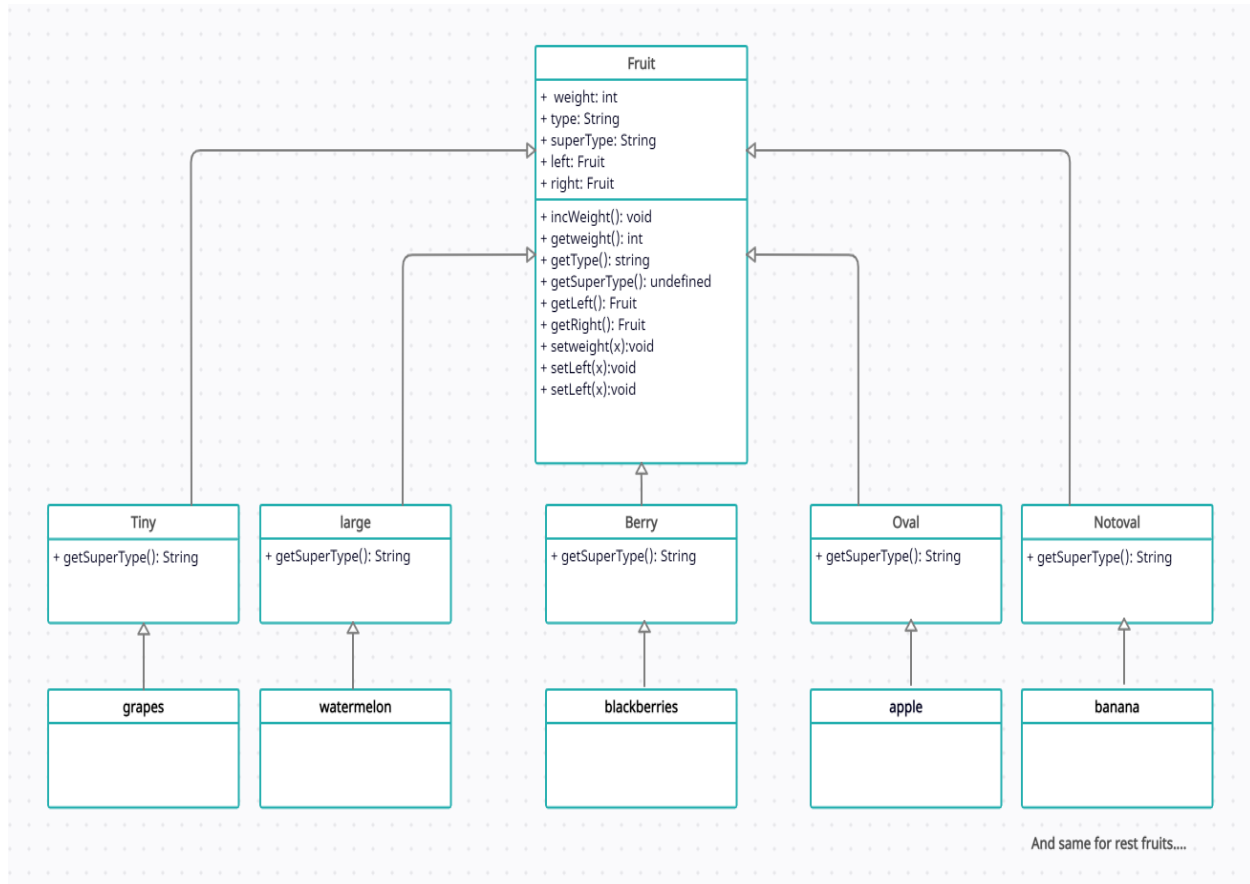 Fruit
+ weight: int
+ type: String
+ superType: String
+ left: Fruit
+ right: Fruit
+ incWeight(): void
+ getweight(): int
+ getType(): string
+ getSuperType(): undefined
+ getLeft(): Fruit
+ getRight(): Fruit
+ setweight(x):void
+ setLeft(x):void
+ setLeft(x):void
Tiny
+ getSuperType(): String
large
+ getSuperType(): String
Berry
+ getSuperType(): String
Oval
+ getSuperType(): String
Notoval
+ getSuperType(): String
grapes
watermelon
blackberries
apple
banana
And same for rest fruits....